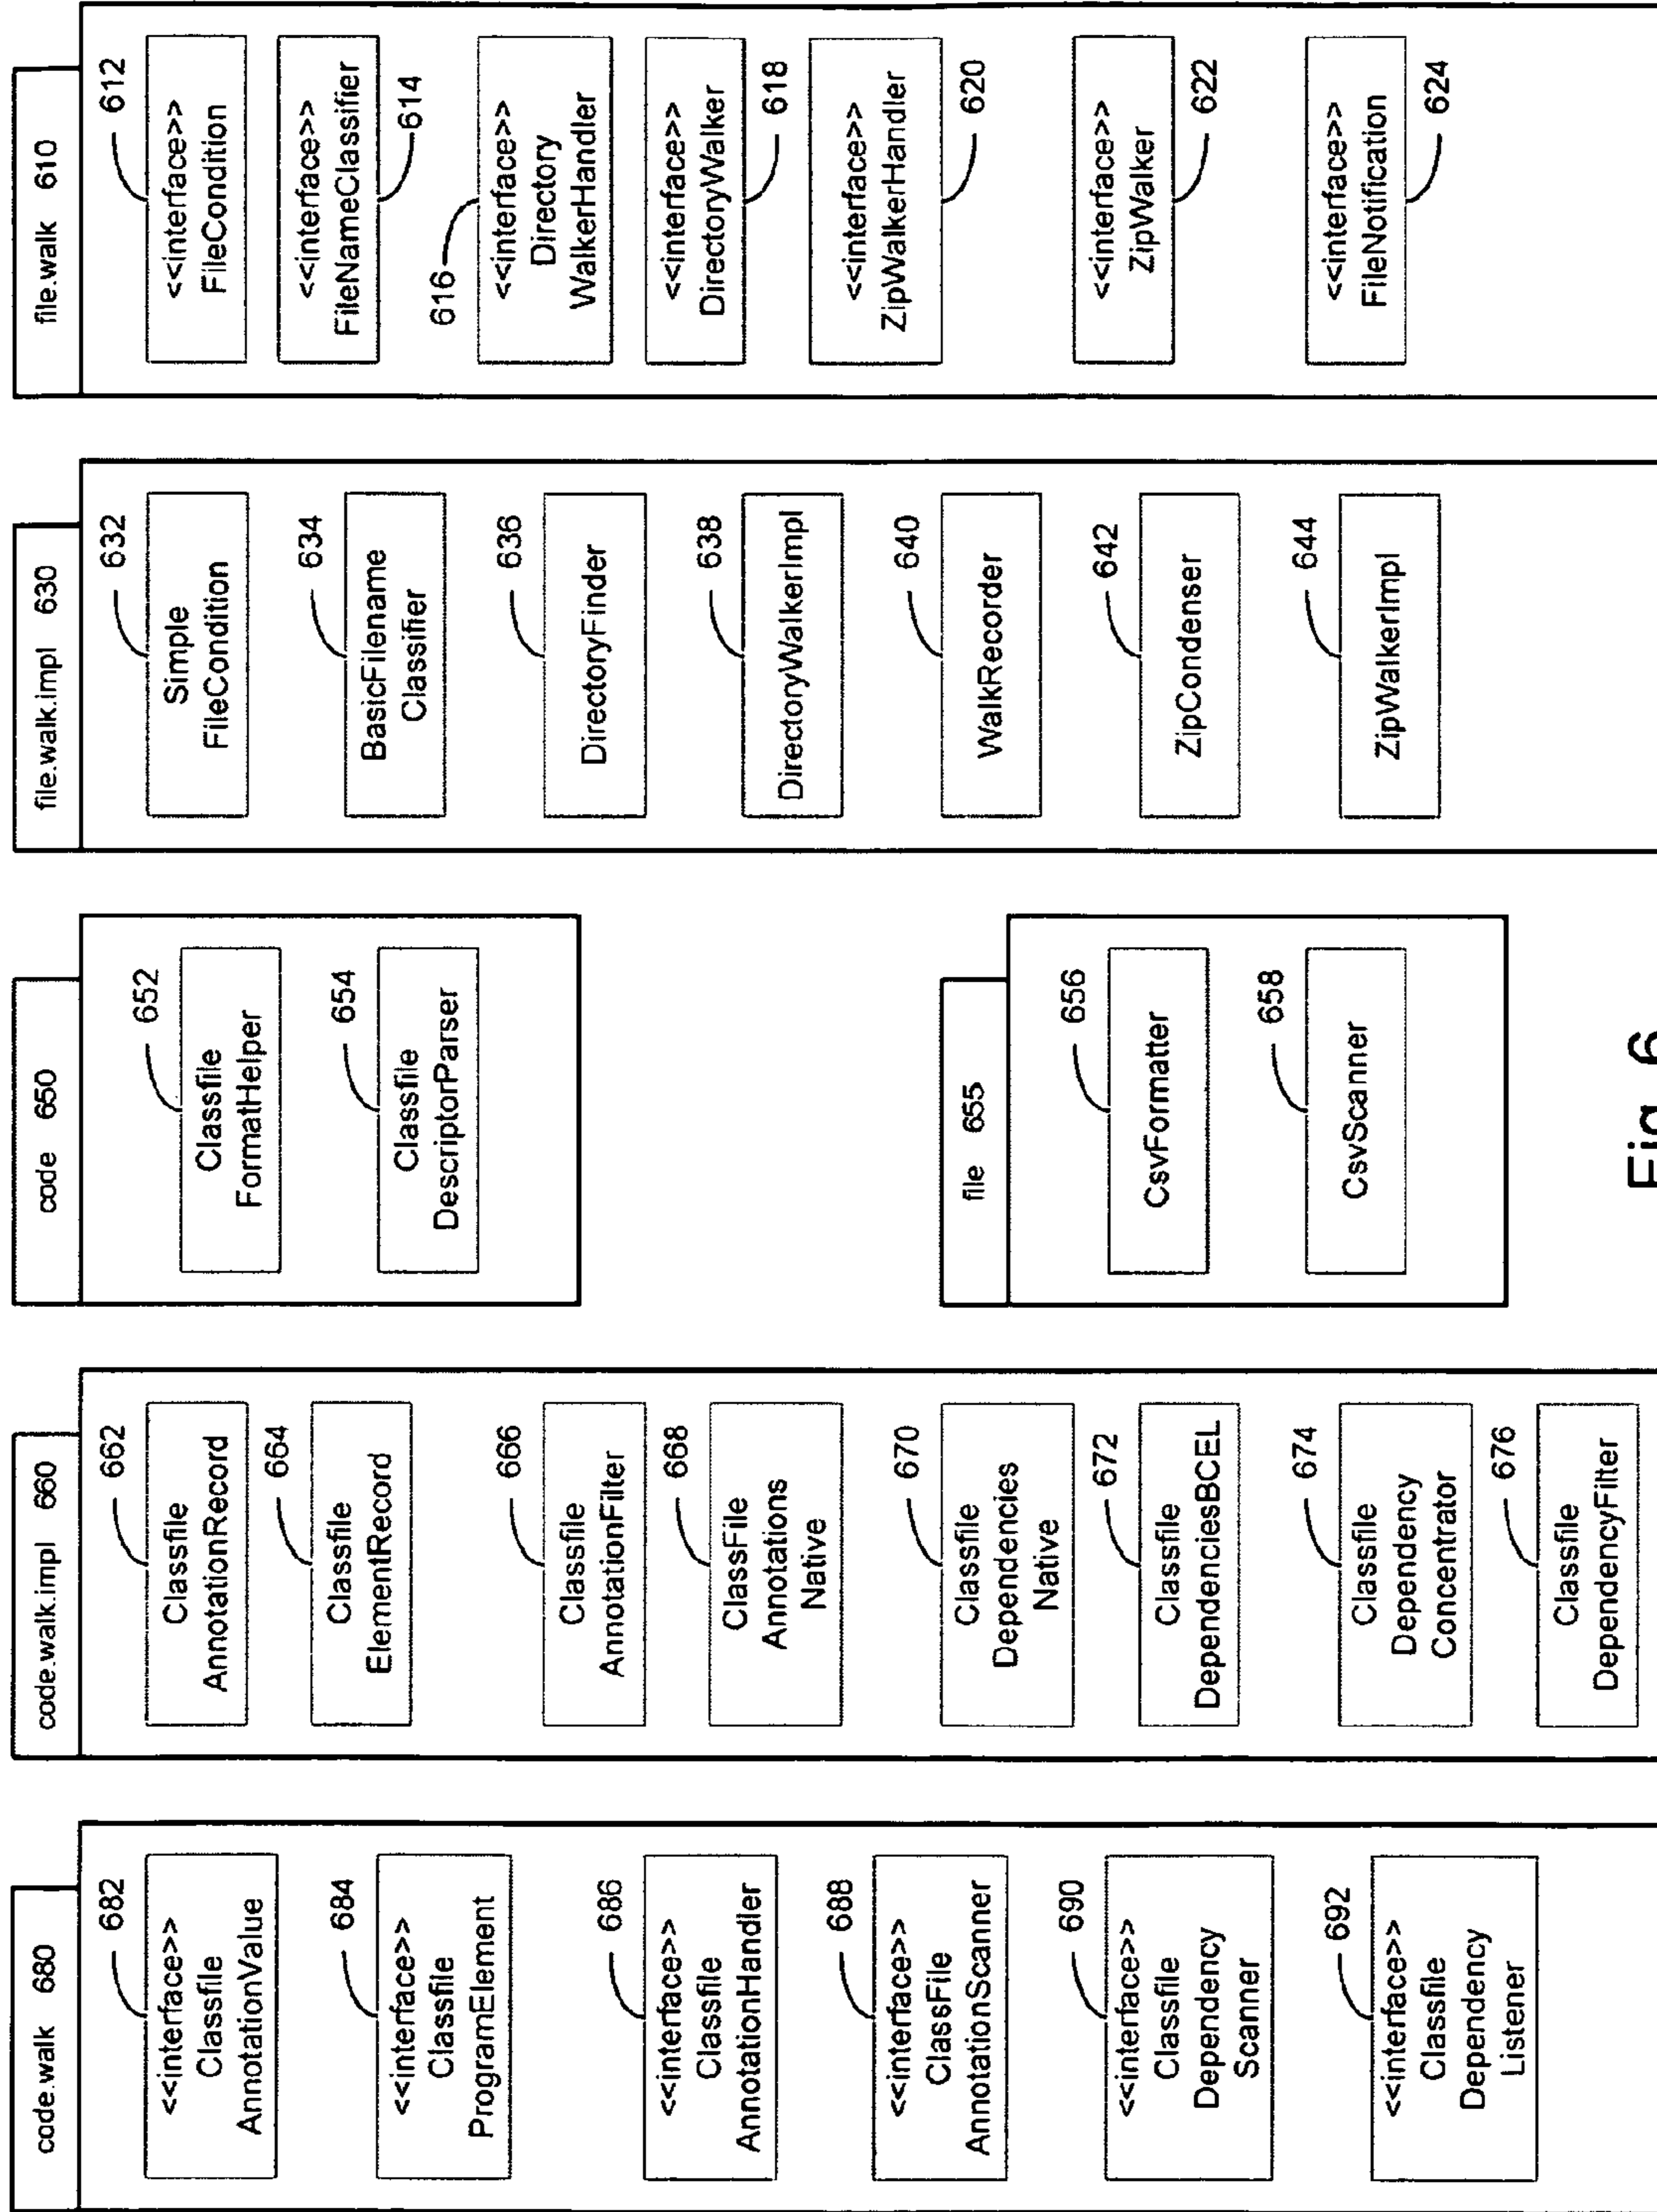 code.walk 680
682
<<interface>>
Classfile
AnnotationValue
684
<<interface>>
Classfile
ProgramElement
686
<<interface>>
Classfile
AnnotationHandler
688
<<interface>>
ClassFile
AnnotationScanner
690
<<interface>>
Classfile
Dependency
Scanner
692
<<interface>>
Classfile
Dependency
Listener
code.walk.impl 660
662
Classfile
AnnotationRecord
664
Classfile
ElementRecord
666
Classfile
AnnotationFilter
668
ClassFile
Annotations
Native
670
Classfile
Dependencies
Native
672
Classfile
DependenciesBCEL
674
Classfile
Dependency
Concentrator
676
Classfile
DependencyFilter
code 650
652
Classfile
FormatHelper
654
Classfile
DescriptorParser
file 655
656
CsvFormatter
658
CsvScanner
file.walk.impl 630
632
Simple
FileCondition
634
BasicFilename
Classifier
636
DirectoryFinder
638
DirectoryWalkerImpl
640
WalkRecorder
642
ZipCondenser
644
ZipWalkerImpl
file.walk 610
612
<<interface>>
FileCondition
<<interface>>
FileNameClassifier
614
616
<<interface>>
Directory
WalkerHandler
<<interface>>
DirectoryWalker
618
<<interface>>
ZipWalkerHandler
620
<<interface>>
ZipWalker
622
<<interface>>
FileNotification
624
Fig. 6